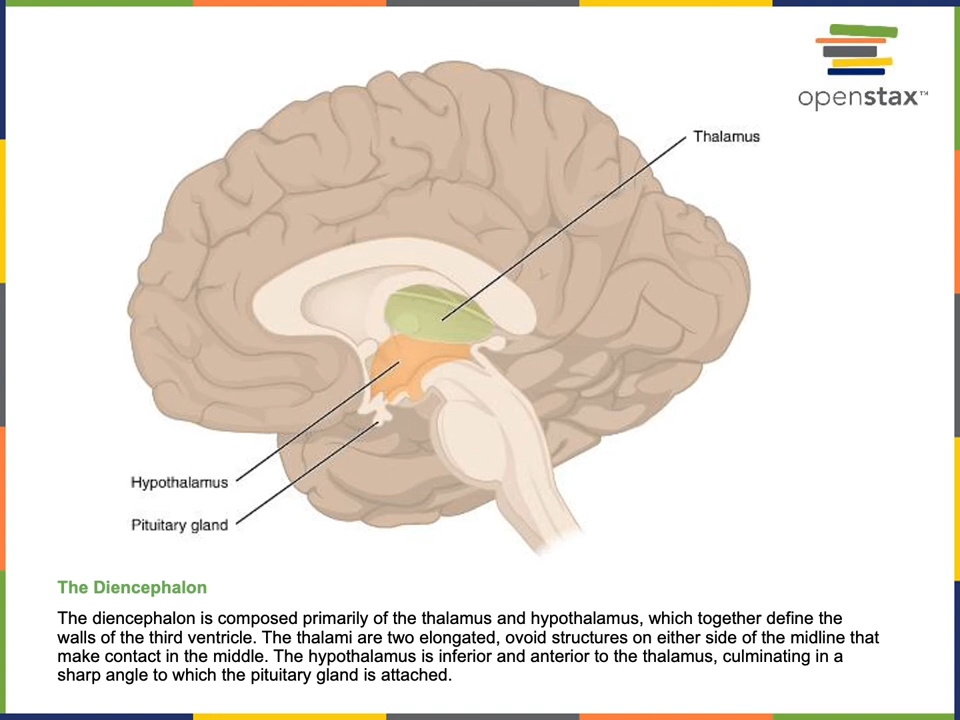 openstax™
Thalamus
Hypothalamus
Pituitary gland
The Diencephalon
The diencephalon is composed primarily of the thalamus and hypothalamus, which together define the
walls of the third ventricle. The thalami are two elongated, ovoid structures on either side of the midline that
make contact in the middle. The hypothalamus is inferior and anterior to the thalamus, culminating in a
sharp angle to which the pituitary gland is attached.